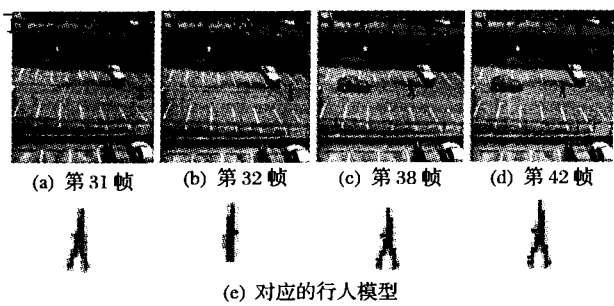 (a) 第 31 帧
(b) 第 32 帧
(c) 第 38 帧
(d) 第 42 帧
(e) 对应的行人模型